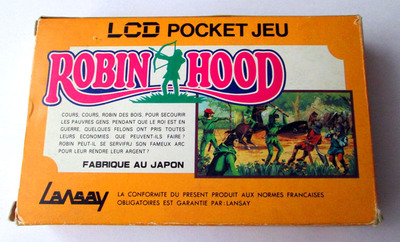 LCD POCKET JEU
ROBIN HOOD
COURS, COURS, ROBIN DES BOIS, POUR SECOURIR
LES PAUVRES GENS. PENDANT QUE LE ROI EST EN
GUERRE, QUELQUES FELONS ONT PRIS TOUTES
LEURS ECONOMIES QUE PEUVENT-ILS FAIRE?
ROBIN PEUT-IL SE SERVIRJ SON FAMEUX ARC
POUR LEUR RENDRE LEUR ARGENT?
FABRIQUE AU JAPON
Lansay
LA CONFORMITE DU PRESENT PRODUIT AUX NORMES FRANCAISES
OBLIGATOIRES EST GARANTIE PAR:LANSAY